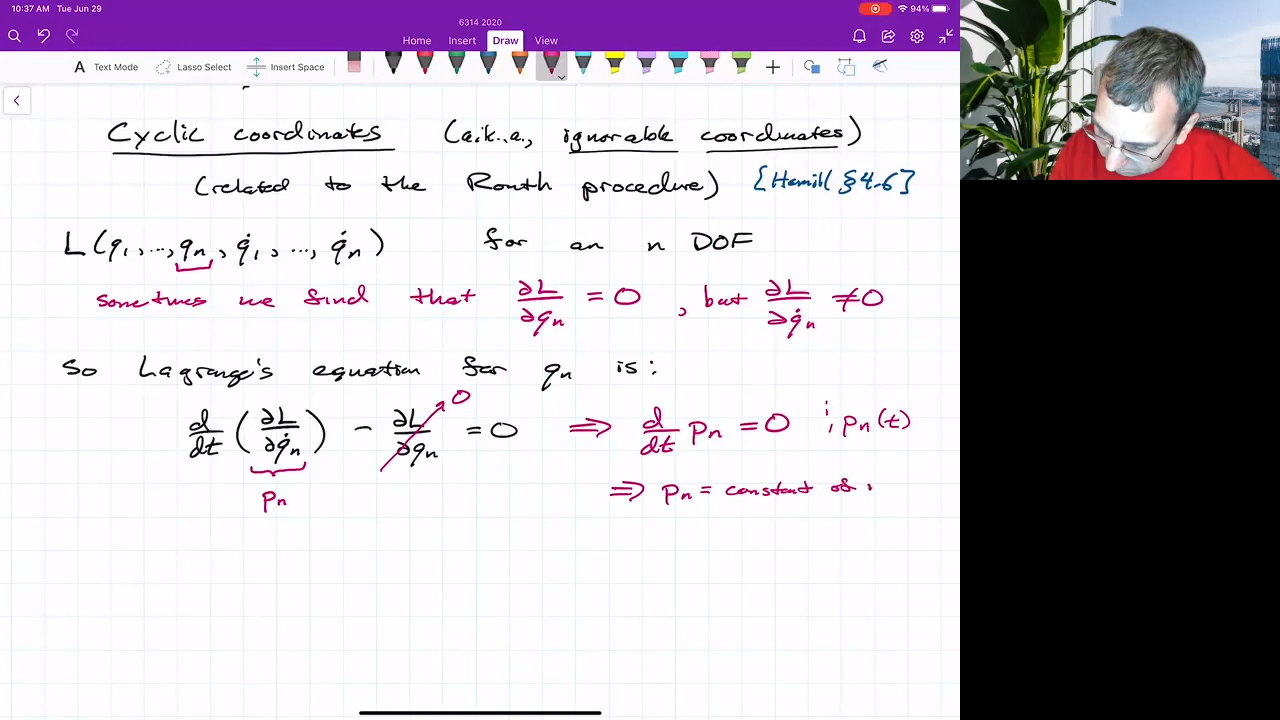 10:37 AM Tue Jun 29
94%
6314 2020
Home Insert Draw View
A Text Mode Lasso Select Insert Space
Cyclic coordinates (a.k.a., ignorable coordinates)
(related to the Routh procedure) [Hamill §4.6]
L(q₁, ..., qₙ, q̇₁, ..., q̇ₙ) for an n DOF
sometimes we find that ∂L/∂qₙ = 0, but ∂L/∂q̇ₙ ≠ 0
So Lagrange's equation for qₙ is:
d/dt (∂L/∂q̇ₙ) − ∂L/∂qₙ = 0 ⟹ d/dt pₙ = 0 ; pₙ(t)
0
pₙ
⟹ pₙ = constant of